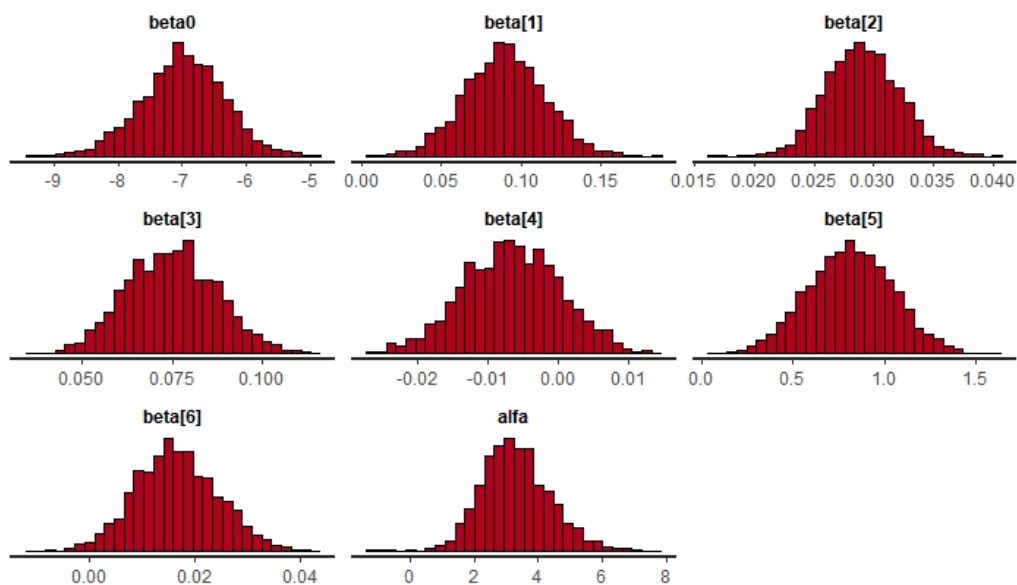 beta0 beta[1] beta[2]
-9 -8 -7 -6 -5 0.00 0.05 0.10 0.15 0.015 0.020 0.025 0.030 0.035 0.040
beta[3] beta[4] beta[5]
0.050 0.075 0.100 -0.02 -0.01 0.00 0.01 0.0 0.5 1.0 1.5
beta[6] alfa
0.00 0.02 0.04 0 2 4 6 8